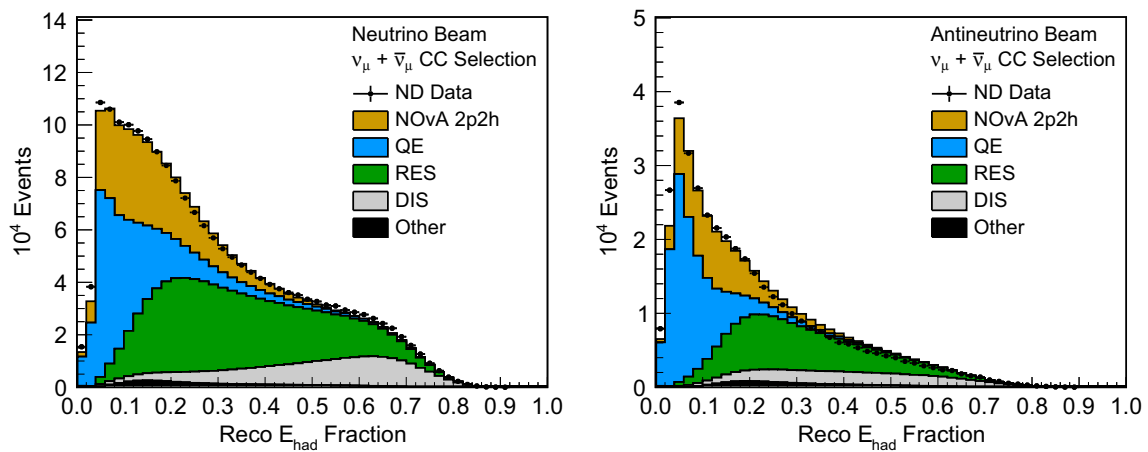 Neutrino Beam
νμ + ν̄μ CC Selection
ND Data
NOvA 2p2h
QE
RES
DIS
Other
10⁴ Events
14
12
10
8
6
4
2
0
0.0 0.1 0.2 0.3 0.4 0.5 0.6 0.7 0.8 0.9 1.0
Reco E_had Fraction
Antineutrino Beam
νμ + ν̄μ CC Selection
ND Data
NOvA 2p2h
QE
RES
DIS
Other
10⁴ Events
5
4
3
2
1
0
0.0 0.1 0.2 0.3 0.4 0.5 0.6 0.7 0.8 0.9 1.0
Reco E_had Fraction